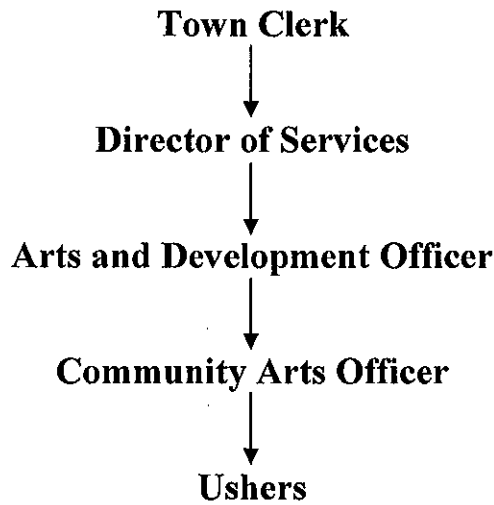 Town Clerk
Director of Services
Arts and Development Officer
Community Arts Officer
Ushers